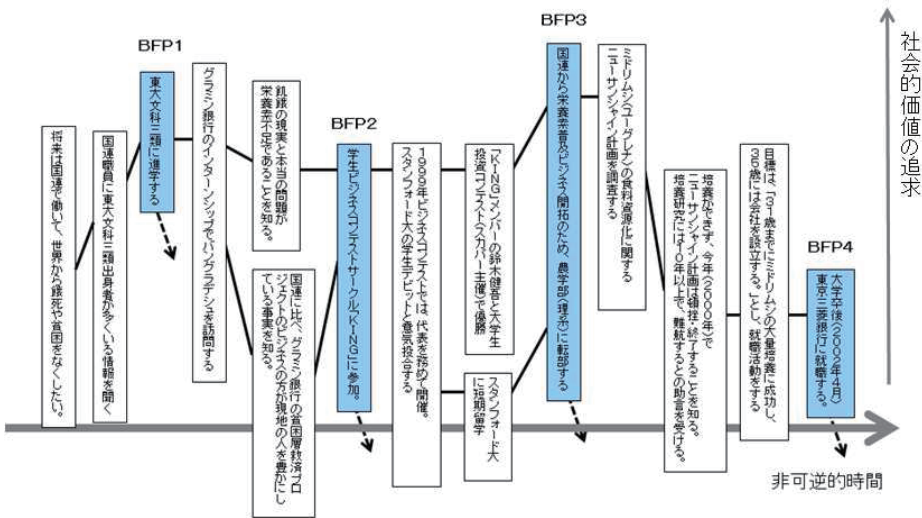 社会的価値の追求
BFP1
BFP2
BFP3
BFP4
将来は国連で働いて、世界から餓死や貧困をなくしたい。
国連職員に東大文科三類出身者が多くいる情報を聞く
東大文科三類に進学する
グラミン銀行のインターンシップでバングラデシュを訪問する
飢餓の現実と本当の問題が
栄養素不足であることを知る。
国連に比べ、グラミン銀行の貧困層救済プロ
ジェクトのビジネスの方が現地の人を豊かにし
ている事実を知る。
学生ビジネスコンテストサークル「KING」に参加。
1999年ビジネスコンテストでは、代表を務めて開催。
スタンフォード大の学生デビットと意気投合する
「KING」メンバーの鈴木健吾と大学生
投資コンテスト(スカパー主催)で優勝
スタンフォード大
に短期留学
国連から栄養素普及ビジネス開拓のため、農学部(理系)に転部する
ミドリムシ(ユーグレナ)の食料資源化に関する
ニューサンシャイン計画を調査する
培養ができず、今年(2000年)で
ニューサンシャイン計画は頓挫・終了することを知る。
培養研究には10年以上で、難航するとの助言を受ける。
目標は、「31歳までにミドリムシの大量培養に成功し、
35歳には会社を設立する。」とし、就職活動をする
大学卒後(2002年4月)
東京三菱銀行に就職する。
非可逆的時間